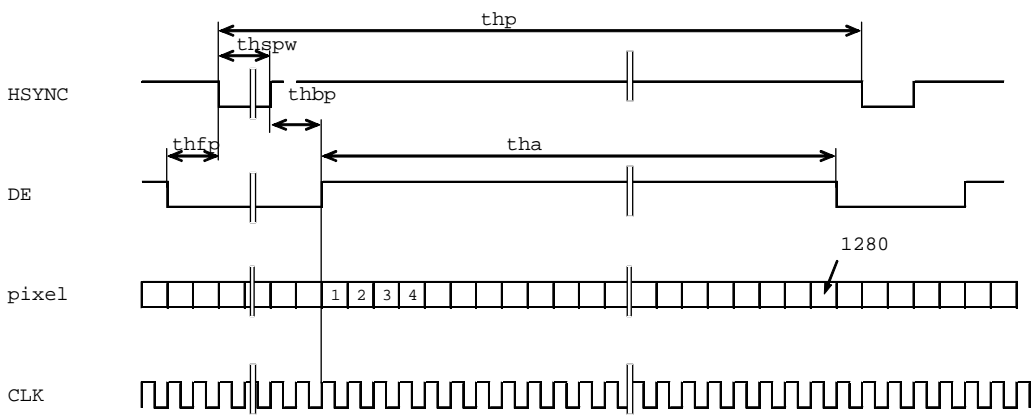 thp
thspw
HSYNC
thbp
thfp
tha
DE
1280
pixel 1 2 3 4
CLK